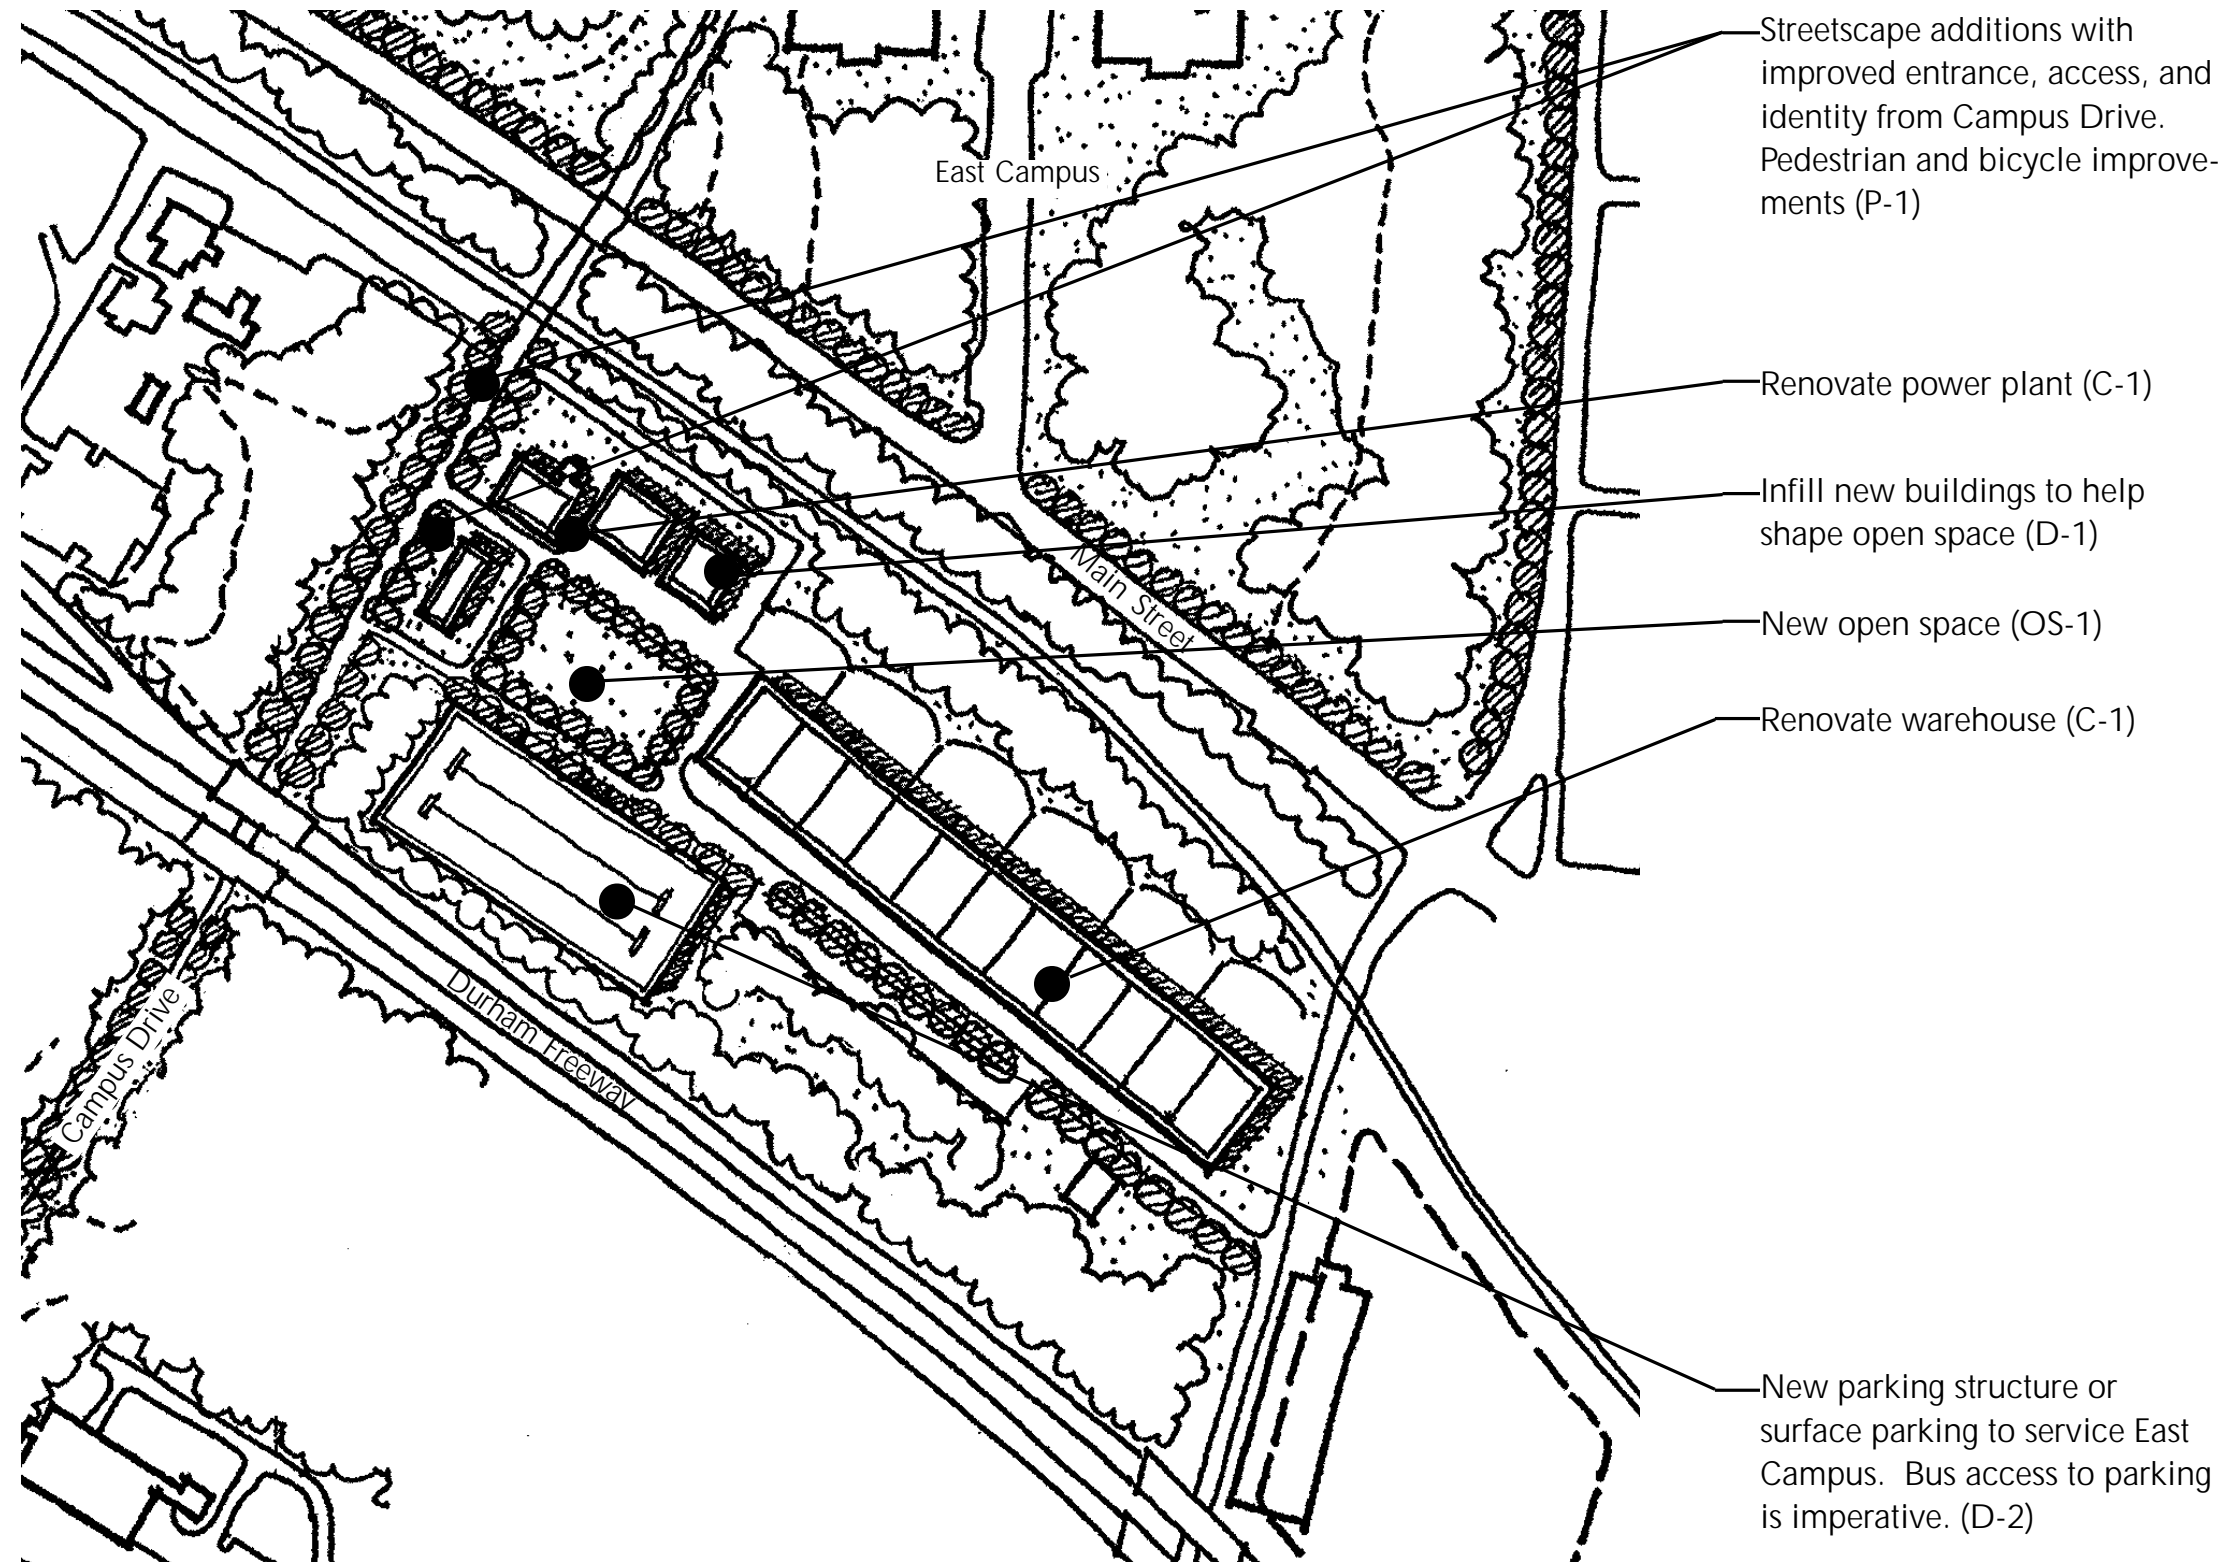 Streetscape additions with
improved entrance, access, and
identity from Campus Drive.
Pedestrian and bicycle improve-
ments (P-1)
East Campus
Renovate power plant (C-1)
Infill new buildings to help
shape open space (D-1)
Main Street
New open space (OS-1)
Renovate warehouse (C-1)
Durham Freeway
Campus Drive
New parking structure or
surface parking to service East
Campus.  Bus access to parking
is imperative. (D-2)